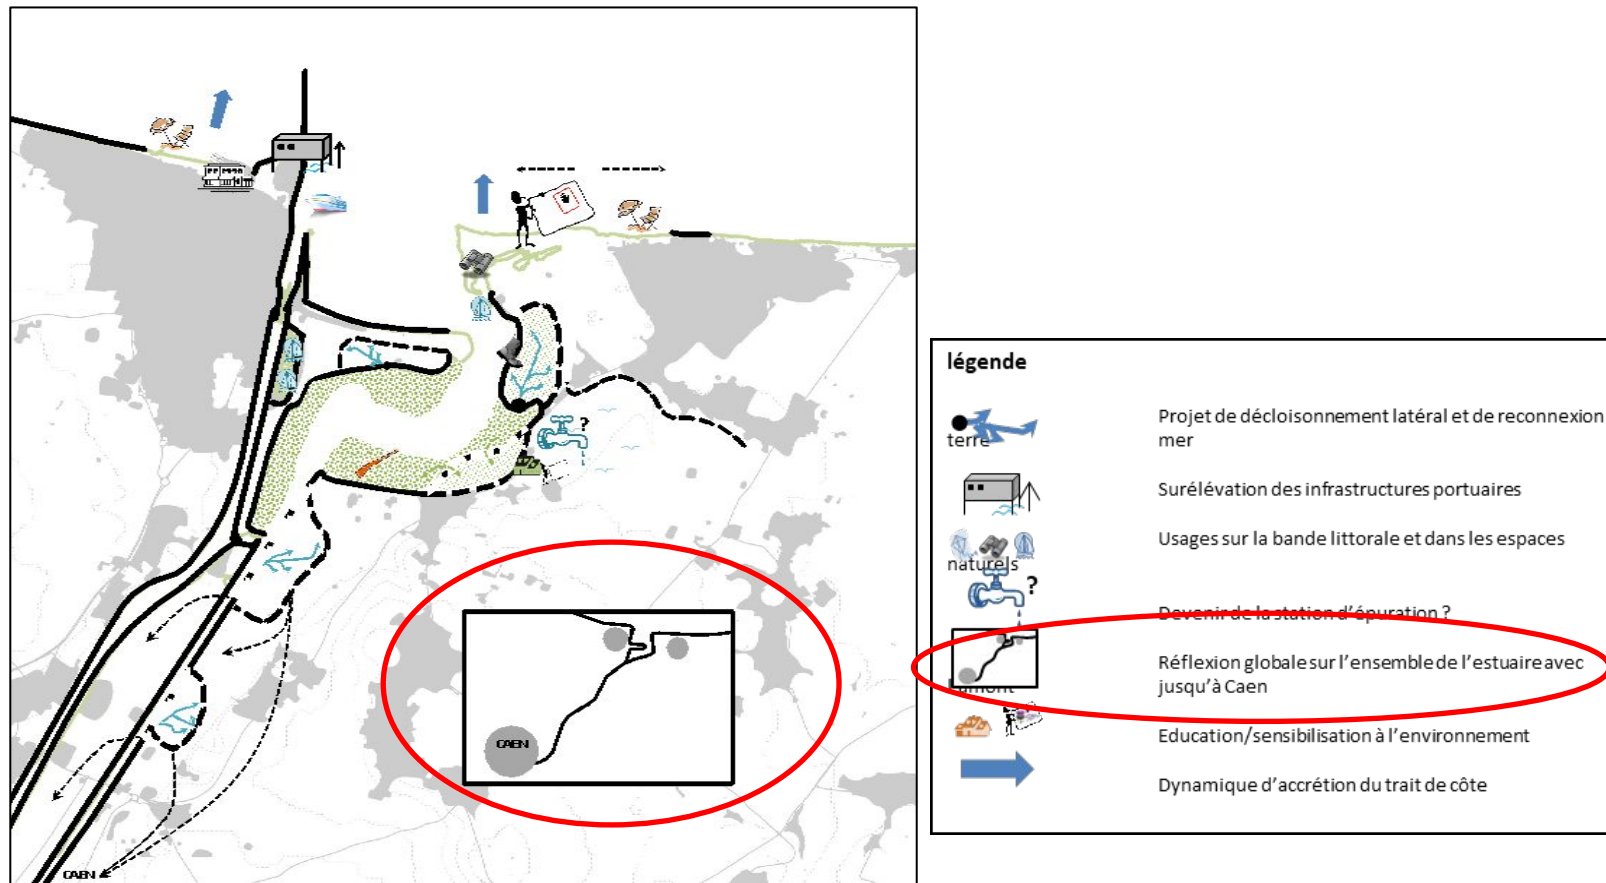 ?
CAEN
CAEN
légende
Projet de décloisonnement latéral et de reconnexion
terre
mer
Surélévation des infrastructures portuaires
Usages sur la bande littorale et dans les espaces
naturels
?
Devenir de la station d'épuration ?
Réflexion globale sur l'ensemble de l'estuaire avec
l'amont
jusqu'à Caen
Education/sensibilisation à l'environnement
Dynamique d'accrétion du trait de côte